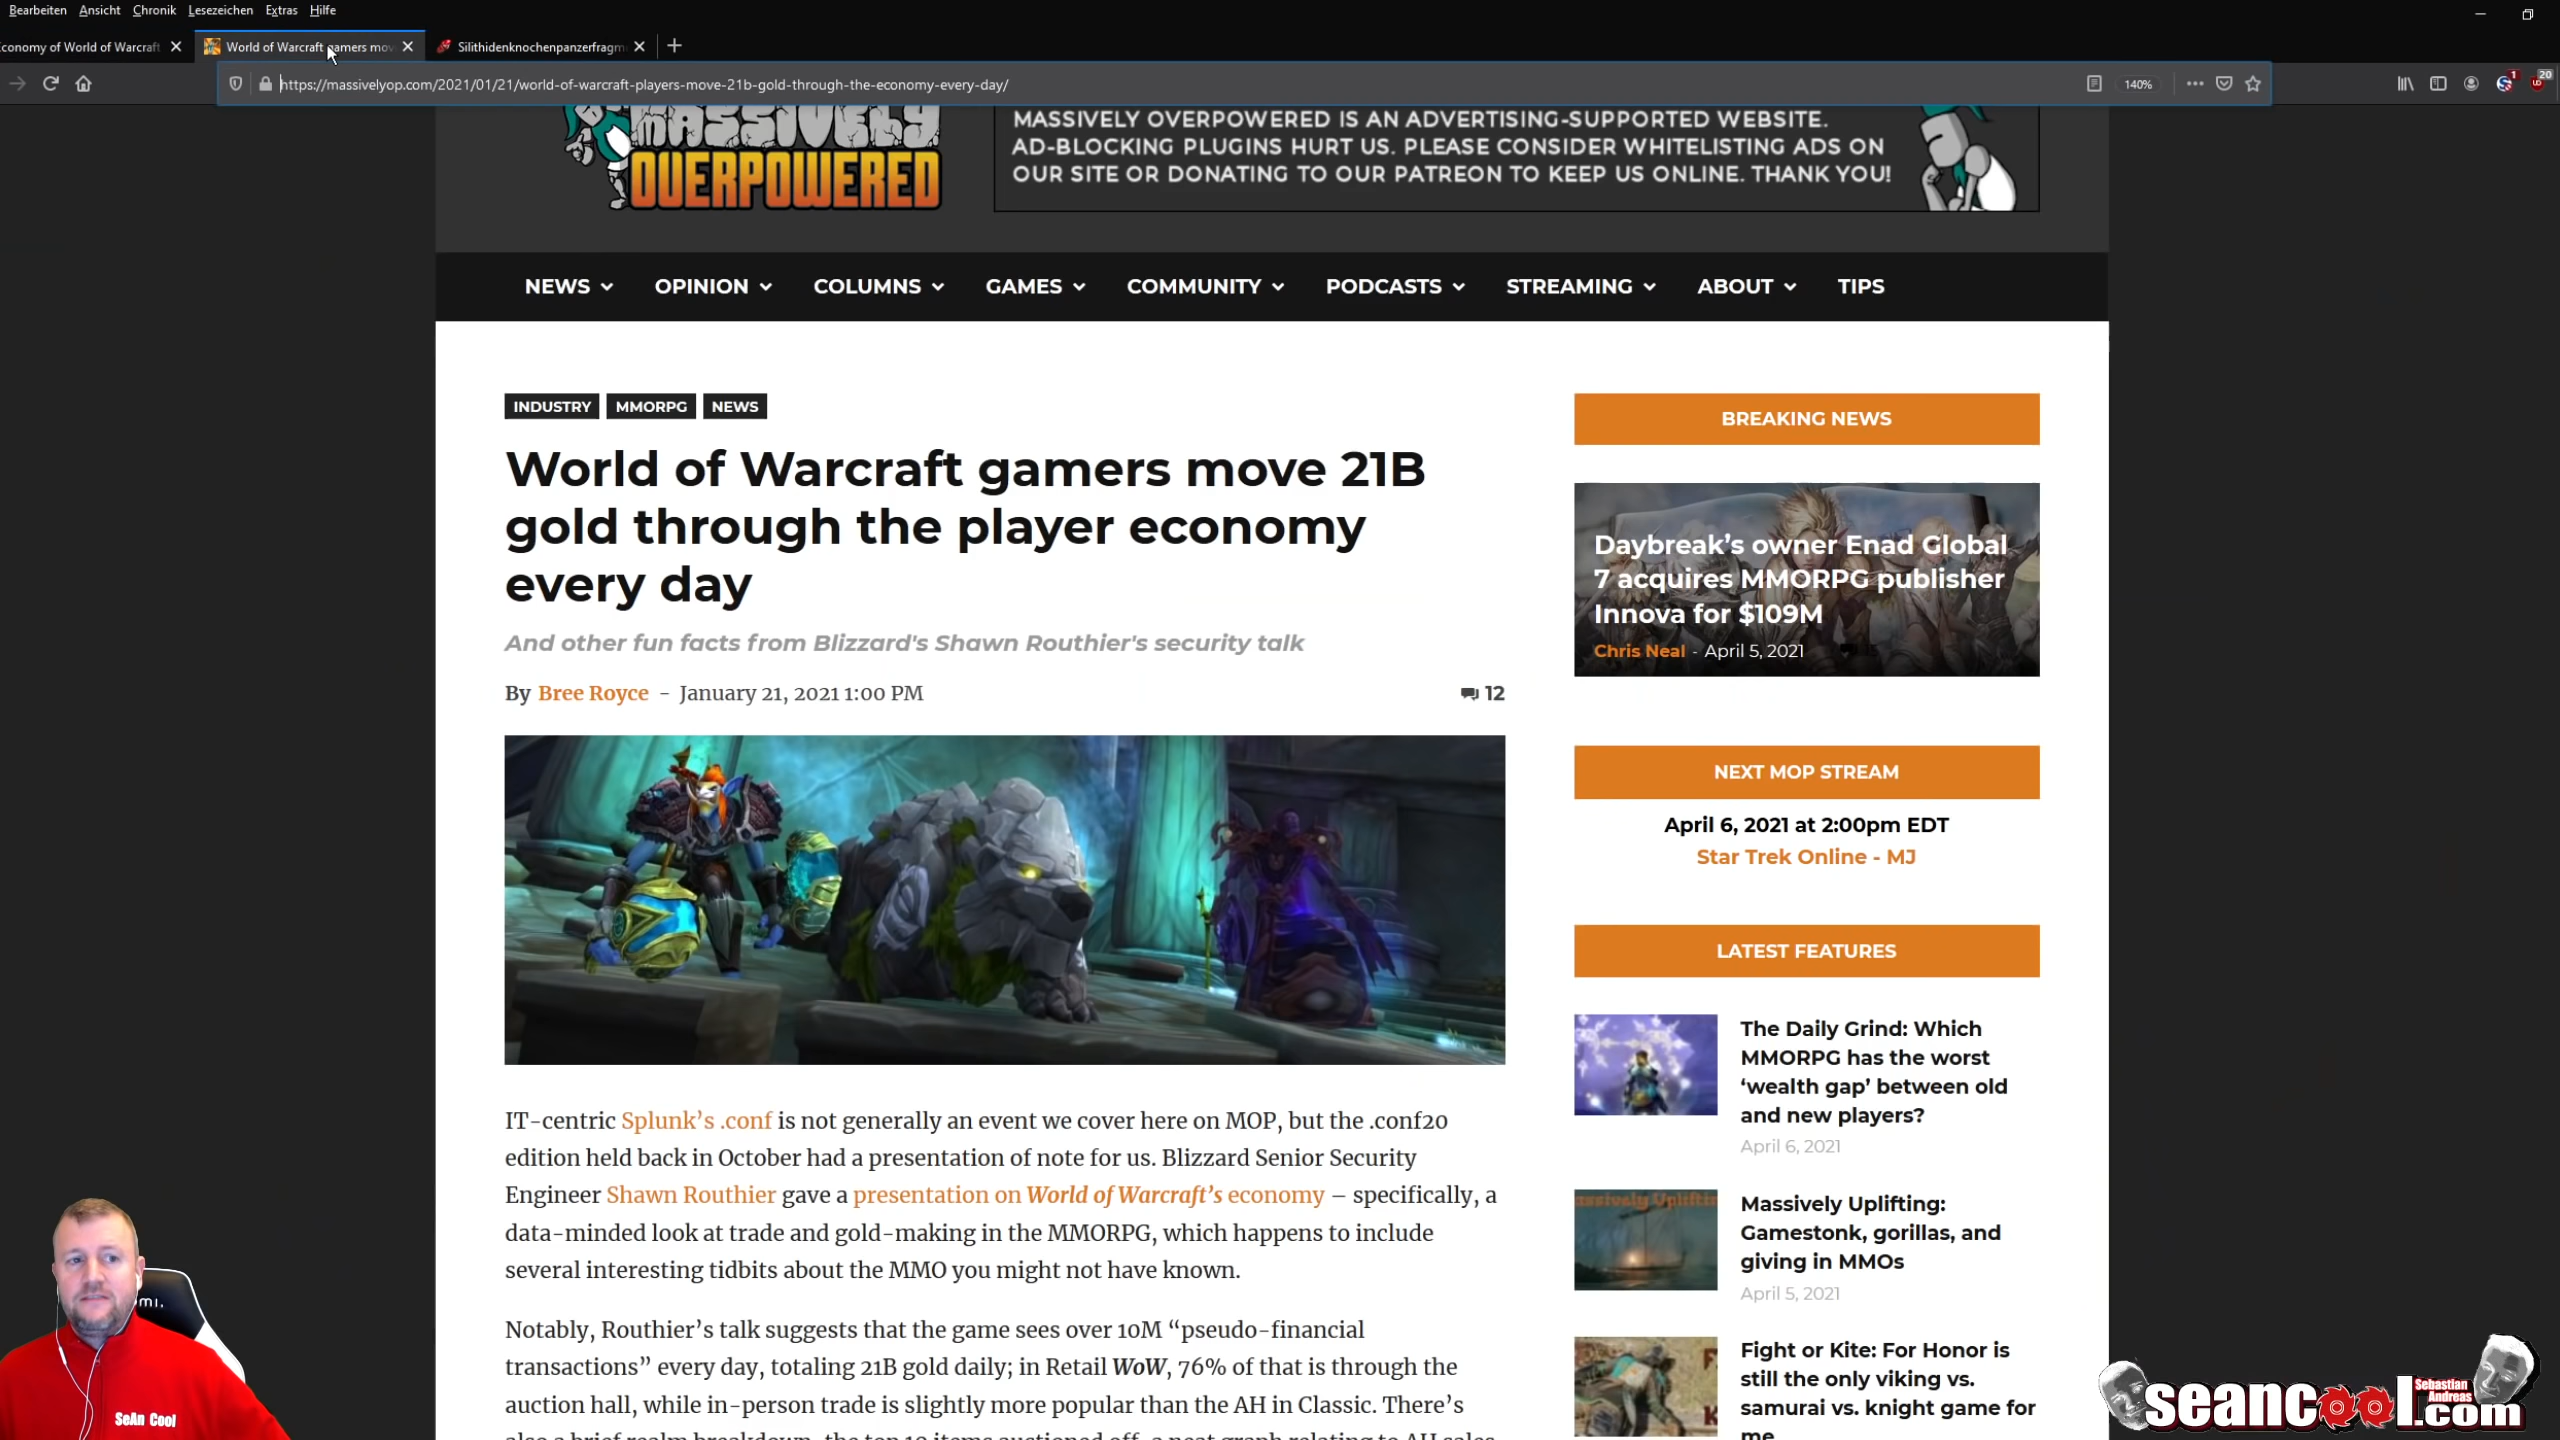 Bearbeiten Ansicht Chronik Lesezeichen Extras Hilfe
conomy of World of Warcraft
World of Warcraft gamers mov
Silithidenknochenpanzerfragm
https://massivelyop.com/2021/01/21/world-of-warcraft-players-move-21b-gold-through-the-economy-every-day/
140%
1
20
MASSIVELY
OVERPOWERED
MASSIVELY OVERPOWERED IS AN ADVERTISING-SUPPORTED WEBSITE.
AD-BLOCKING PLUGINS HURT US. PLEASE CONSIDER WHITELISTING ADS ON
OUR SITE OR DONATING TO OUR PATREON TO KEEP US ONLINE. THANK YOU!
NEWS OPINION COLUMNS GAMES COMMUNITY PODCASTS STREAMING ABOUT TIPS
INDUSTRY MMORPG NEWS
World of Warcraft gamers move 21B
gold through the player economy
every day
And other fun facts from Blizzard's Shawn Routhier's security talk
By Bree Royce - January 21, 2021 1:00 PM
12
IT-centric Splunk’s .conf is not generally an event we cover here on MOP, but the .conf20
edition held back in October had a presentation of note for us. Blizzard Senior Security
Engineer Shawn Routhier gave a presentation on World of Warcraft’s economy – specifically, a
data-minded look at trade and gold-making in the MMORPG, which happens to include
several interesting tidbits about the MMO you might not have known.
Notably, Routhier’s talk suggests that the game sees over 10M “pseudo-financial
transactions” every day, totaling 21B gold daily; in Retail WoW, 76% of that is through the
auction hall, while in-person trade is slightly more popular than the AH in Classic. There’s
also a brief realm breakdown, the top 10 items auctioned off, a neat graph relating to AH sales
BREAKING NEWS
Daybreak’s owner Enad Global
7 acquires MMORPG publisher
Innova for $109M
Chris Neal - April 5, 2021
NEXT MOP STREAM
April 6, 2021 at 2:00pm EDT
Star Trek Online - MJ
LATEST FEATURES
The Daily Grind: Which
MMORPG has the worst
‘wealth gap’ between old
and new players?
April 6, 2021
Massively Uplifting:
Gamestonk, gorillas, and
giving in MMOs
April 5, 2021
Fight or Kite: For Honor is
still the only viking vs.
samurai vs. knight game for
me
SeAn Cool
seancool.com
Sebastian
Andreas